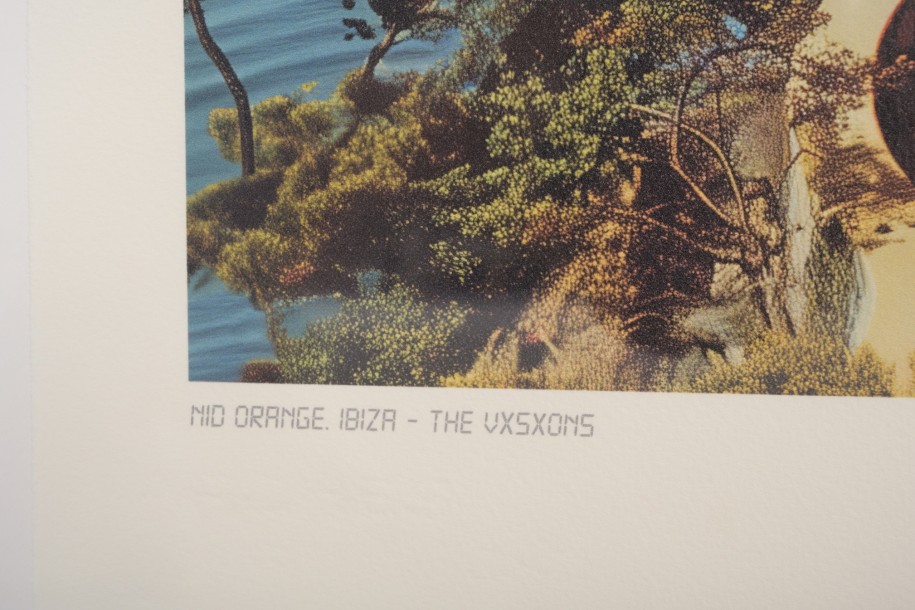 NID ORANGE. IBIZA - THE VXSXONS